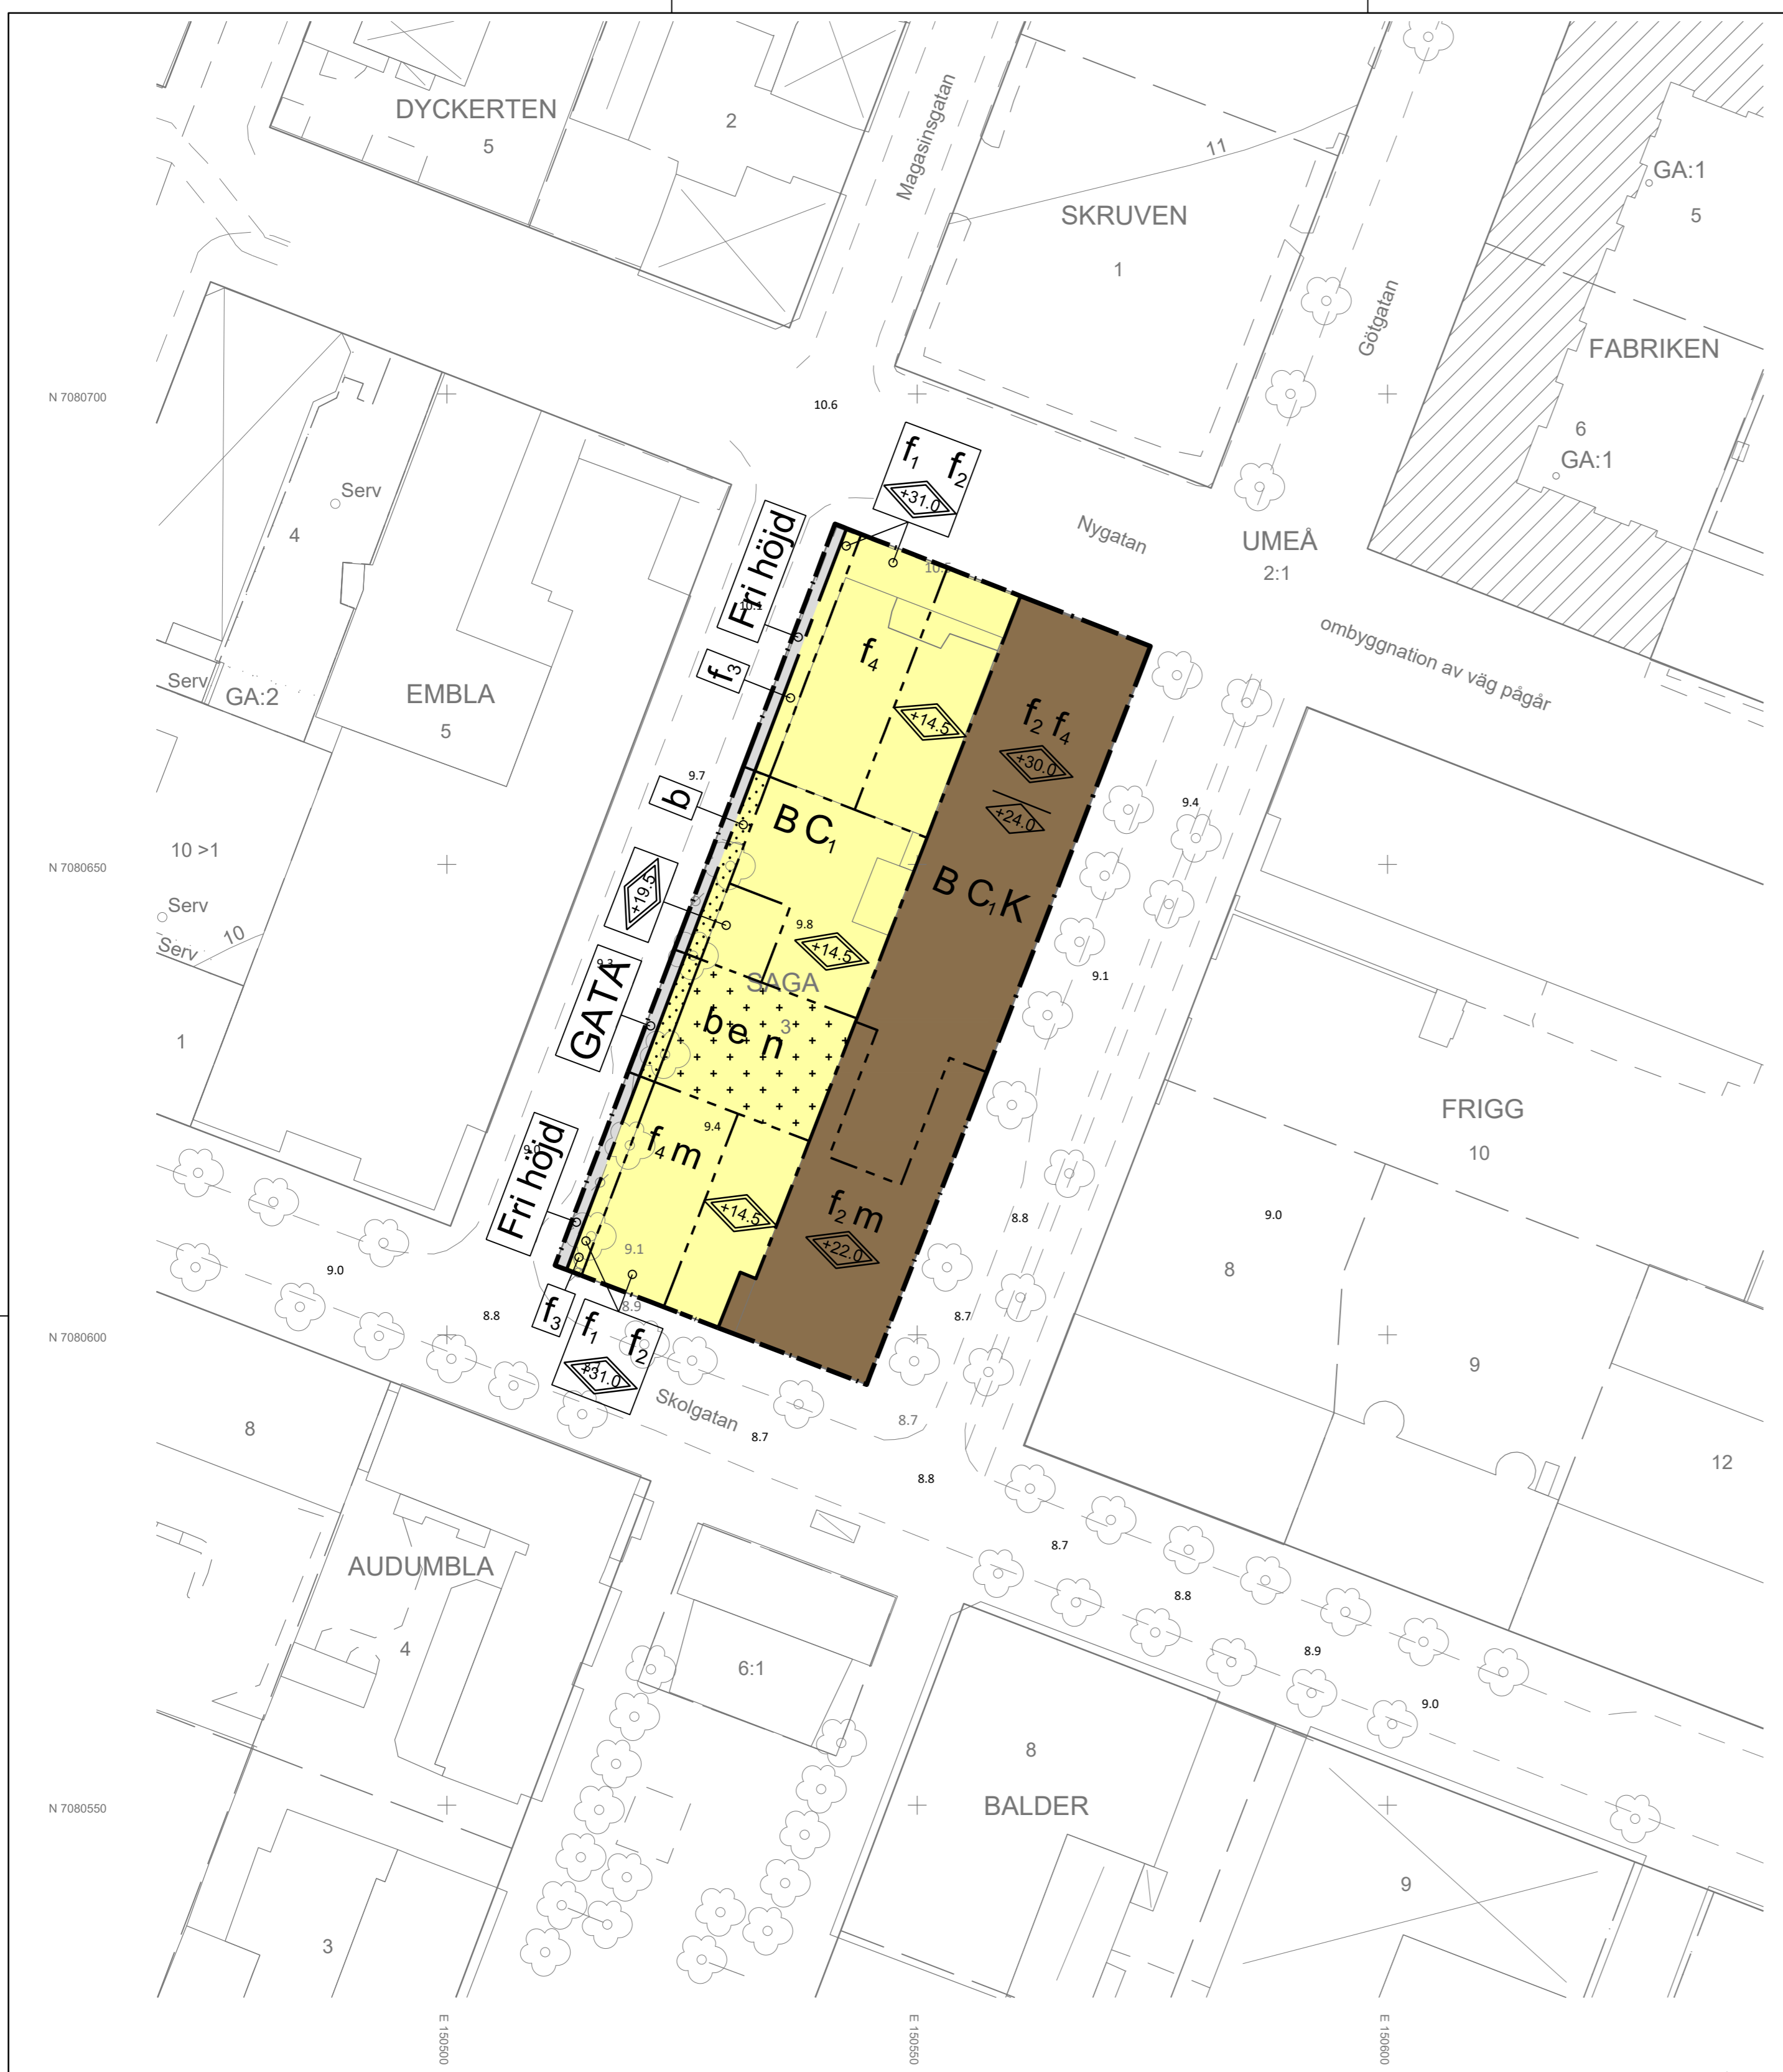 DYCKERTEN
5
2
Magasinsgatan
SKRUVEN
1
11
GA:1
5
Götgatan
FABRIKEN
6
GA:1
N 7080700
10.6
f1 f2
+31.0
Serv
4
Fri höjd
10.1
Nygatan
UMEÅ
2:1
ombyggnation av väg pågår
f3
f4
Serv
GA:2
EMBLA
5
+14.5
f2 f4
+30.0
+24.0
b
9.7
9.4
B C1
10 >1
N 7080650
+19.5
B C1 K
Serv
10
Serv
9.8
+14.5
9.3
GATA
SAGA
3
9.1
b e n
1
FRIGG
10
Fri höjd
9.0
9.4
f4 m
+14.5
f2 m
+22.0
8.8
9.0
9.1
8
9.0
8.9
8.8
8.7
N 7080600
f3
f1 f2
+31.0
9
Skolgatan
8.7
8.7
8
12
8.8
8.7
AUDUMBLA
4
8.8
6:1
8.9
9.0
8
BALDER
N 7080550
9
3
E 150500
E 150550
E 150600